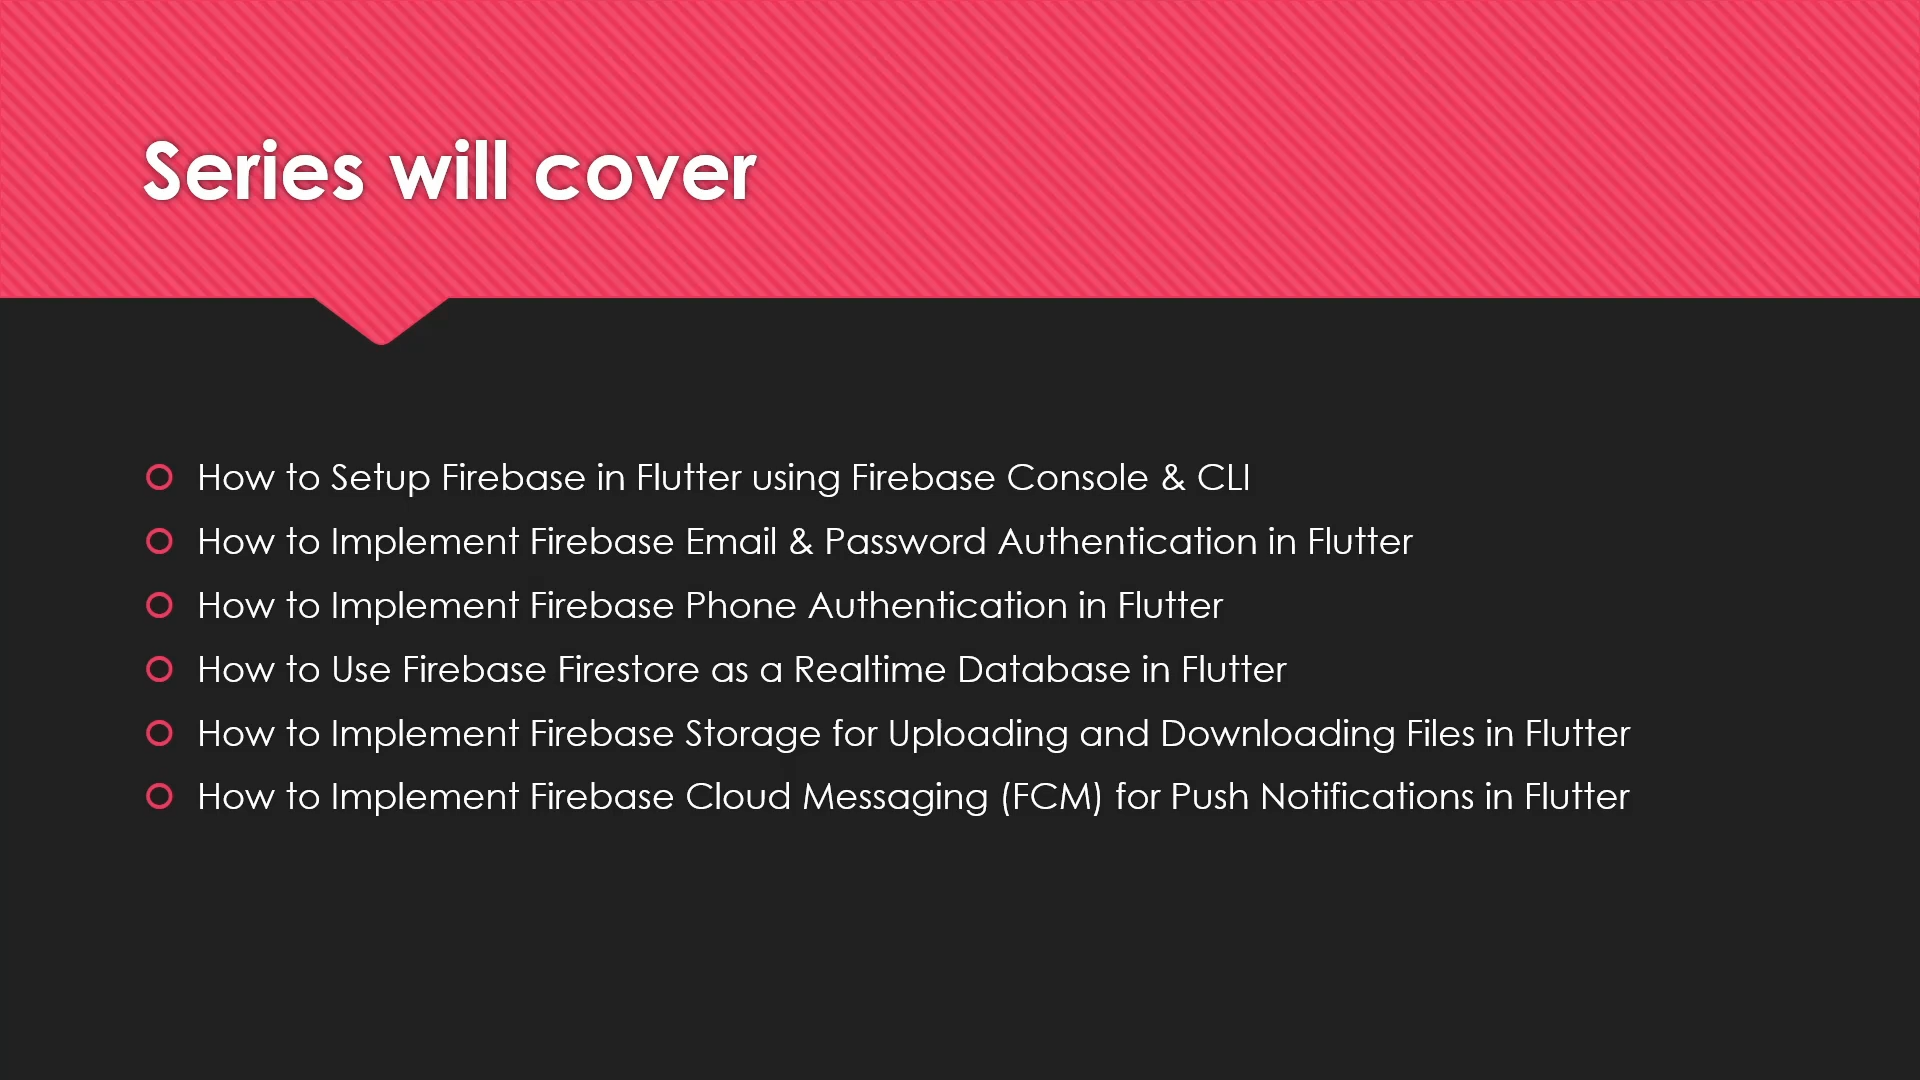 Series will cover
How to Setup Firebase in Flutter using Firebase Console & CLI
How to Implement Firebase Email & Password Authentication in Flutter
How to Implement Firebase Phone Authentication in Flutter
How to Use Firebase Firestore as a Realtime Database in Flutter
How to Implement Firebase Storage for Uploading and Downloading Files in Flutter
How to Implement Firebase Cloud Messaging (FCM) for Push Notifications in Flutter